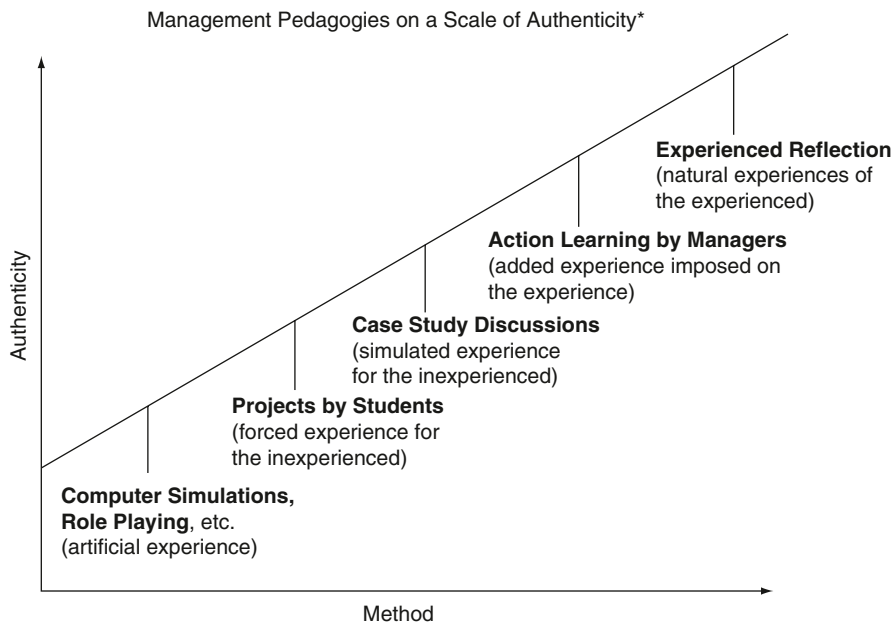 Management Pedagogies on a Scale of Authenticity*
Experienced Reflection
(natural experiences of
the experienced)
Action Learning by Managers
(added experience imposed on
the experience)
Case Study Discussions
(simulated experience
for the inexperienced)
Projects by Students
(forced experience for
the inexperienced)
Computer Simulations,
Role Playing, etc.
(artificial experience)
Authenticity
Method